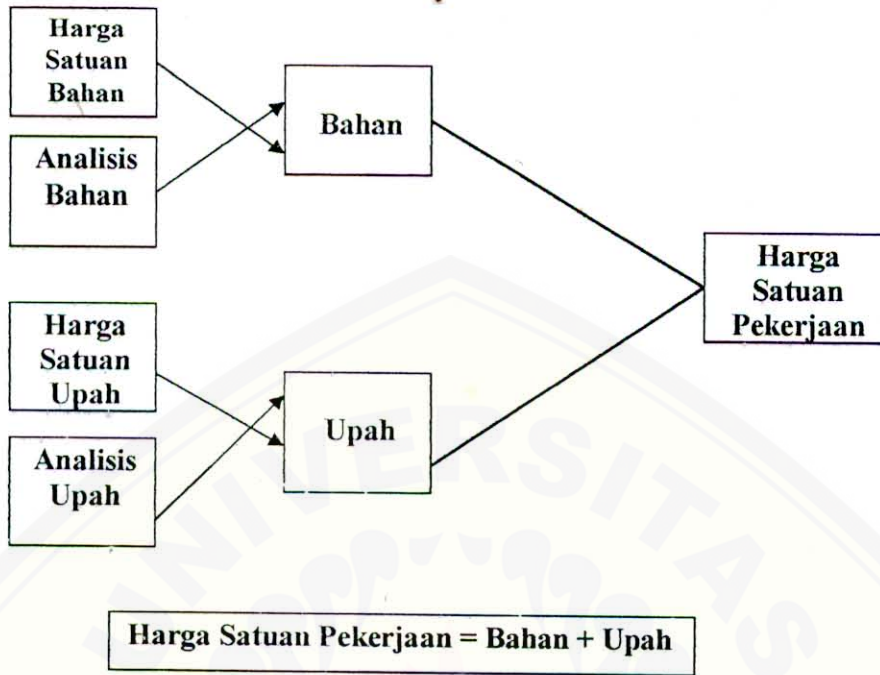 Harga
Satuan
Bahan
Analisis
Bahan
Bahan
Harga
Satuan
Upah
Analisis
Upah
Upah
Harga
Satuan
Pekerjaan
Harga Satuan Pekerjaan = Bahan + Upah
UNIVERSITAS